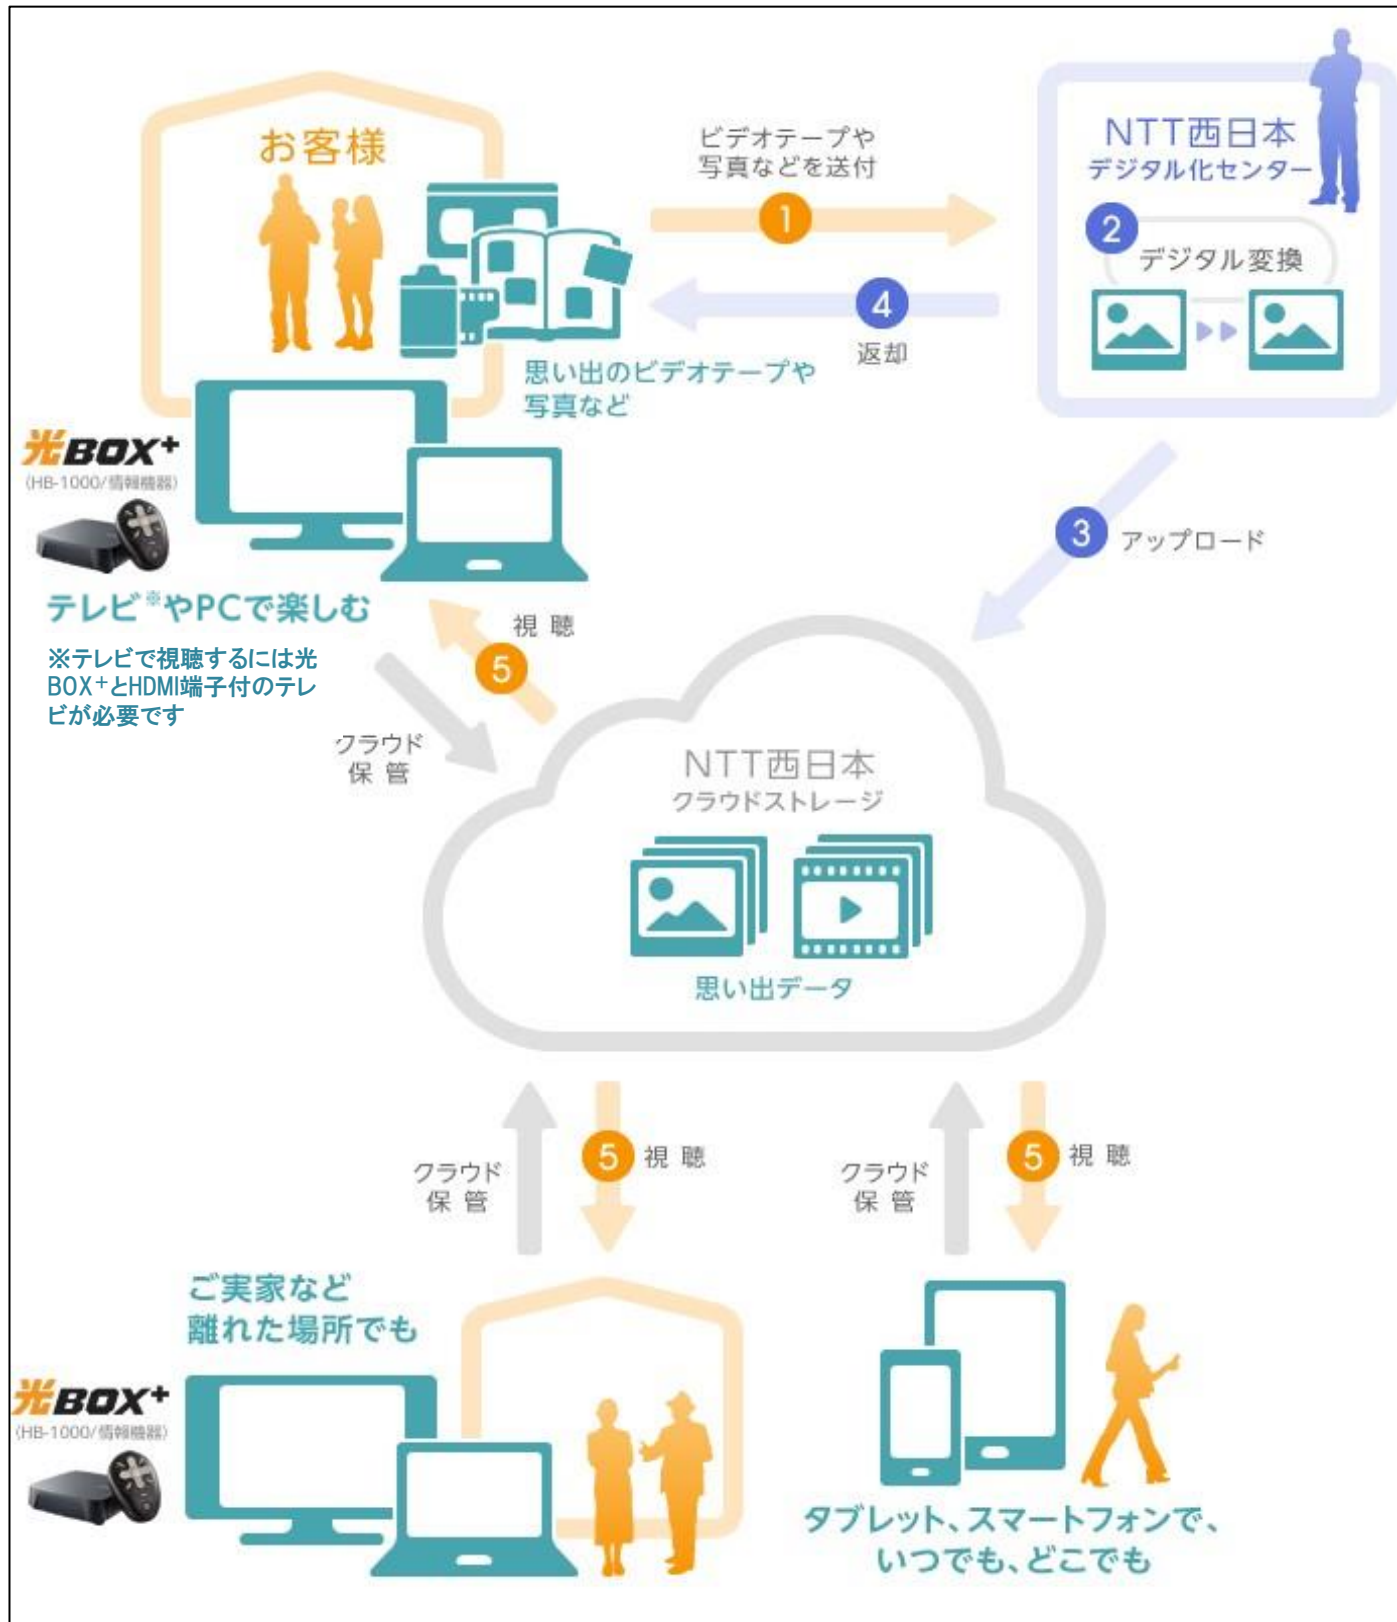 お客様
ビデオテープや
写真などを送付
1
NTT西日本
デジタル化センター
2
デジタル変換
4
返却
思い出のビデオテープや
写真など
光BOX+
(HB-1000/情報機器)
テレビ※やPCで楽しむ
※テレビで視聴するには光
BOX+とHDMI端子付のテレ
ビが必要です
3
アップロード
視聴
5
クラウド
保管
NTT西日本
クラウドストレージ
思い出データ
クラウド
保管
5
視聴
クラウド
保管
5
視聴
ご実家など
離れた場所でも
光BOX+
(HB-1000/情報機器)
タブレット、スマートフォンで、
いつでも、どこでも